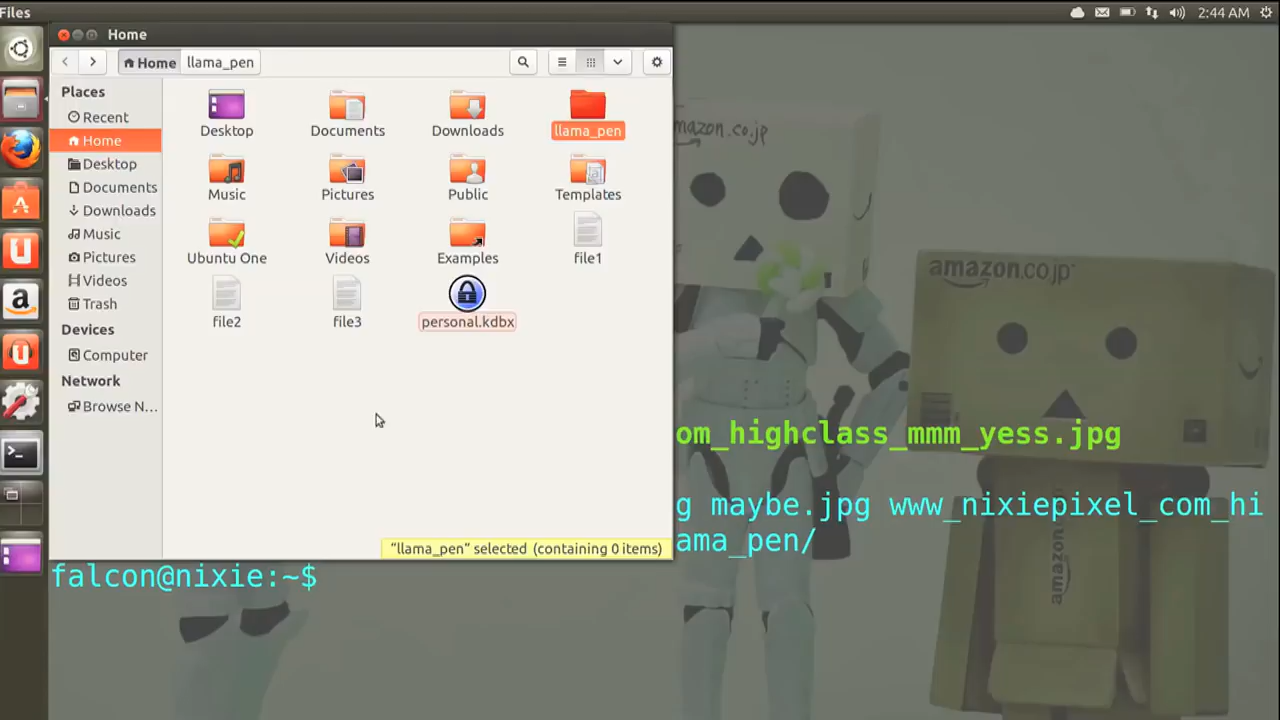 Files
2:44 AM
Home
Home
llama_pen
Places
Recent
Home
Desktop
Documents
Downloads
Music
Pictures
Videos
Trash
Devices
Computer
Network
Browse N...
Desktop
Documents
Downloads
llama_pen
Music
Pictures
Public
Templates
Ubuntu One
Videos
Examples
file1
file2
file3
personal.kdbx
"llama_pen" selected (containing 0 items)
amazon.co.jp
amazon.co.jp
amazon
om_highclass_mmm_yess.jpg
g maybe.jpg www_nixiepixel_com_hi
ama_pen/
falcon@nixie:~$